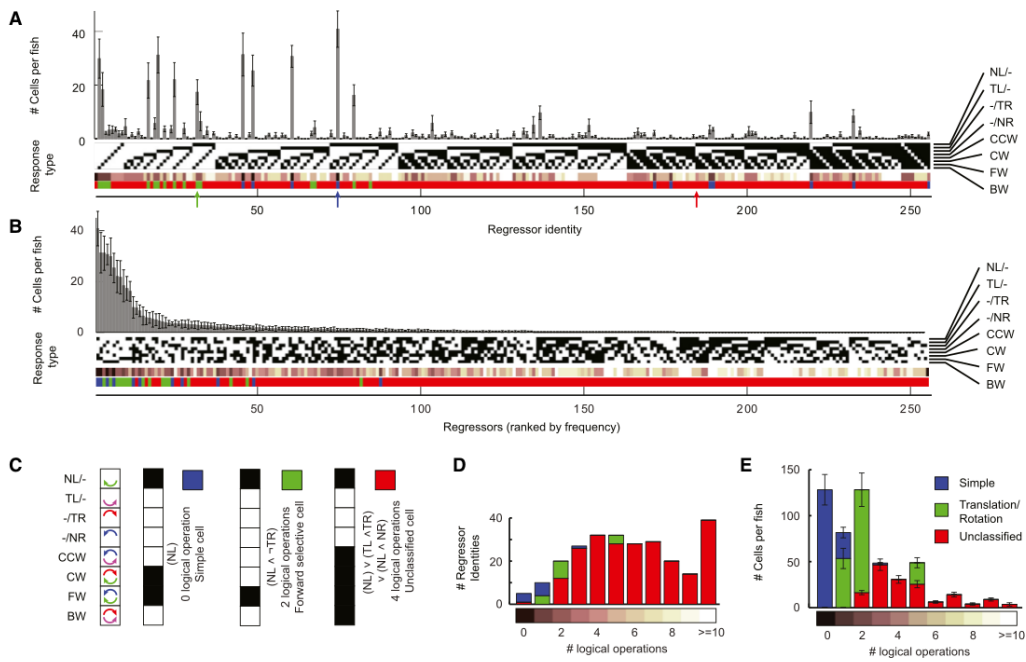 A
# Cells per fish
40
20
0
Response type
NL/-
TL/-
-/TR
-/NR
CCW
CW
FW
BW
50
100
150
200
250
Regressor identity
B
# Cells per fish
40
20
0
Response type
NL/-
TL/-
-/TR
-/NR
CCW
CW
FW
BW
50
100
150
200
250
Regressors (ranked by frequency)
C
NL/-
TL/-
-/TR
-/NR
CCW
CW
FW
BW
(NL)
0 logical operation
Simple cell
(NL ∧ ¬TR)
2 logical operations
Forward selective cell
(NL) ∨ (TL ∧TR)
∨ (NL ∧ NR)
4 logical operations
Unclassified cell
D
# Regressor
Identities
40
30
20
10
0
0
2
4
6
8
>=10
# logical operations
E
# Cells per fish
150
100
50
0
Simple
Translation/
Rotation
Unclassified
0
2
4
6
8
>=10
# logical operations